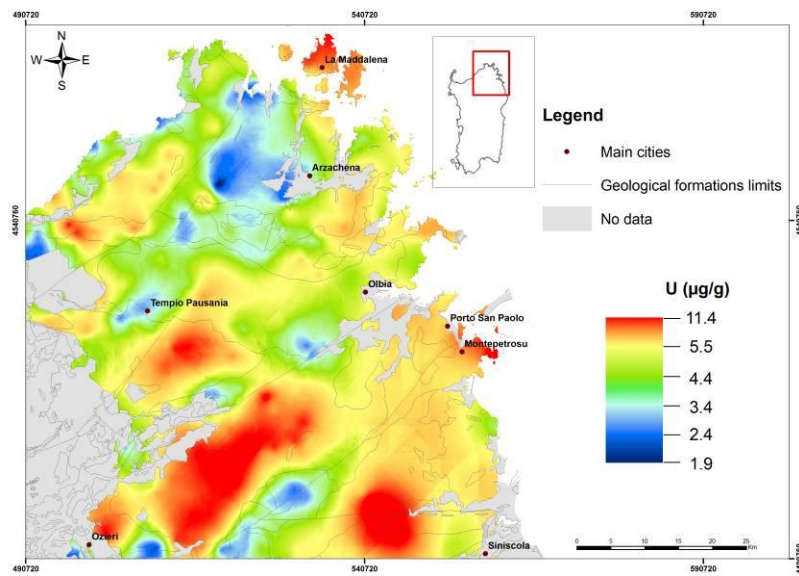 490720
540720
590720
N
W E
S
La Maddalena
Legend
Main cities
Arzachena
Geological formations limits
4540760
4540760
No data
Olbia
U (µg/g)
Tempio Pausania
11.4
Porto San Paolo
5.5
Montepetrosu
4.4
3.4
2.4
1.9
Ozieri
0 5 10 15 20 25
Km
Siniscola
490720
540720
590720